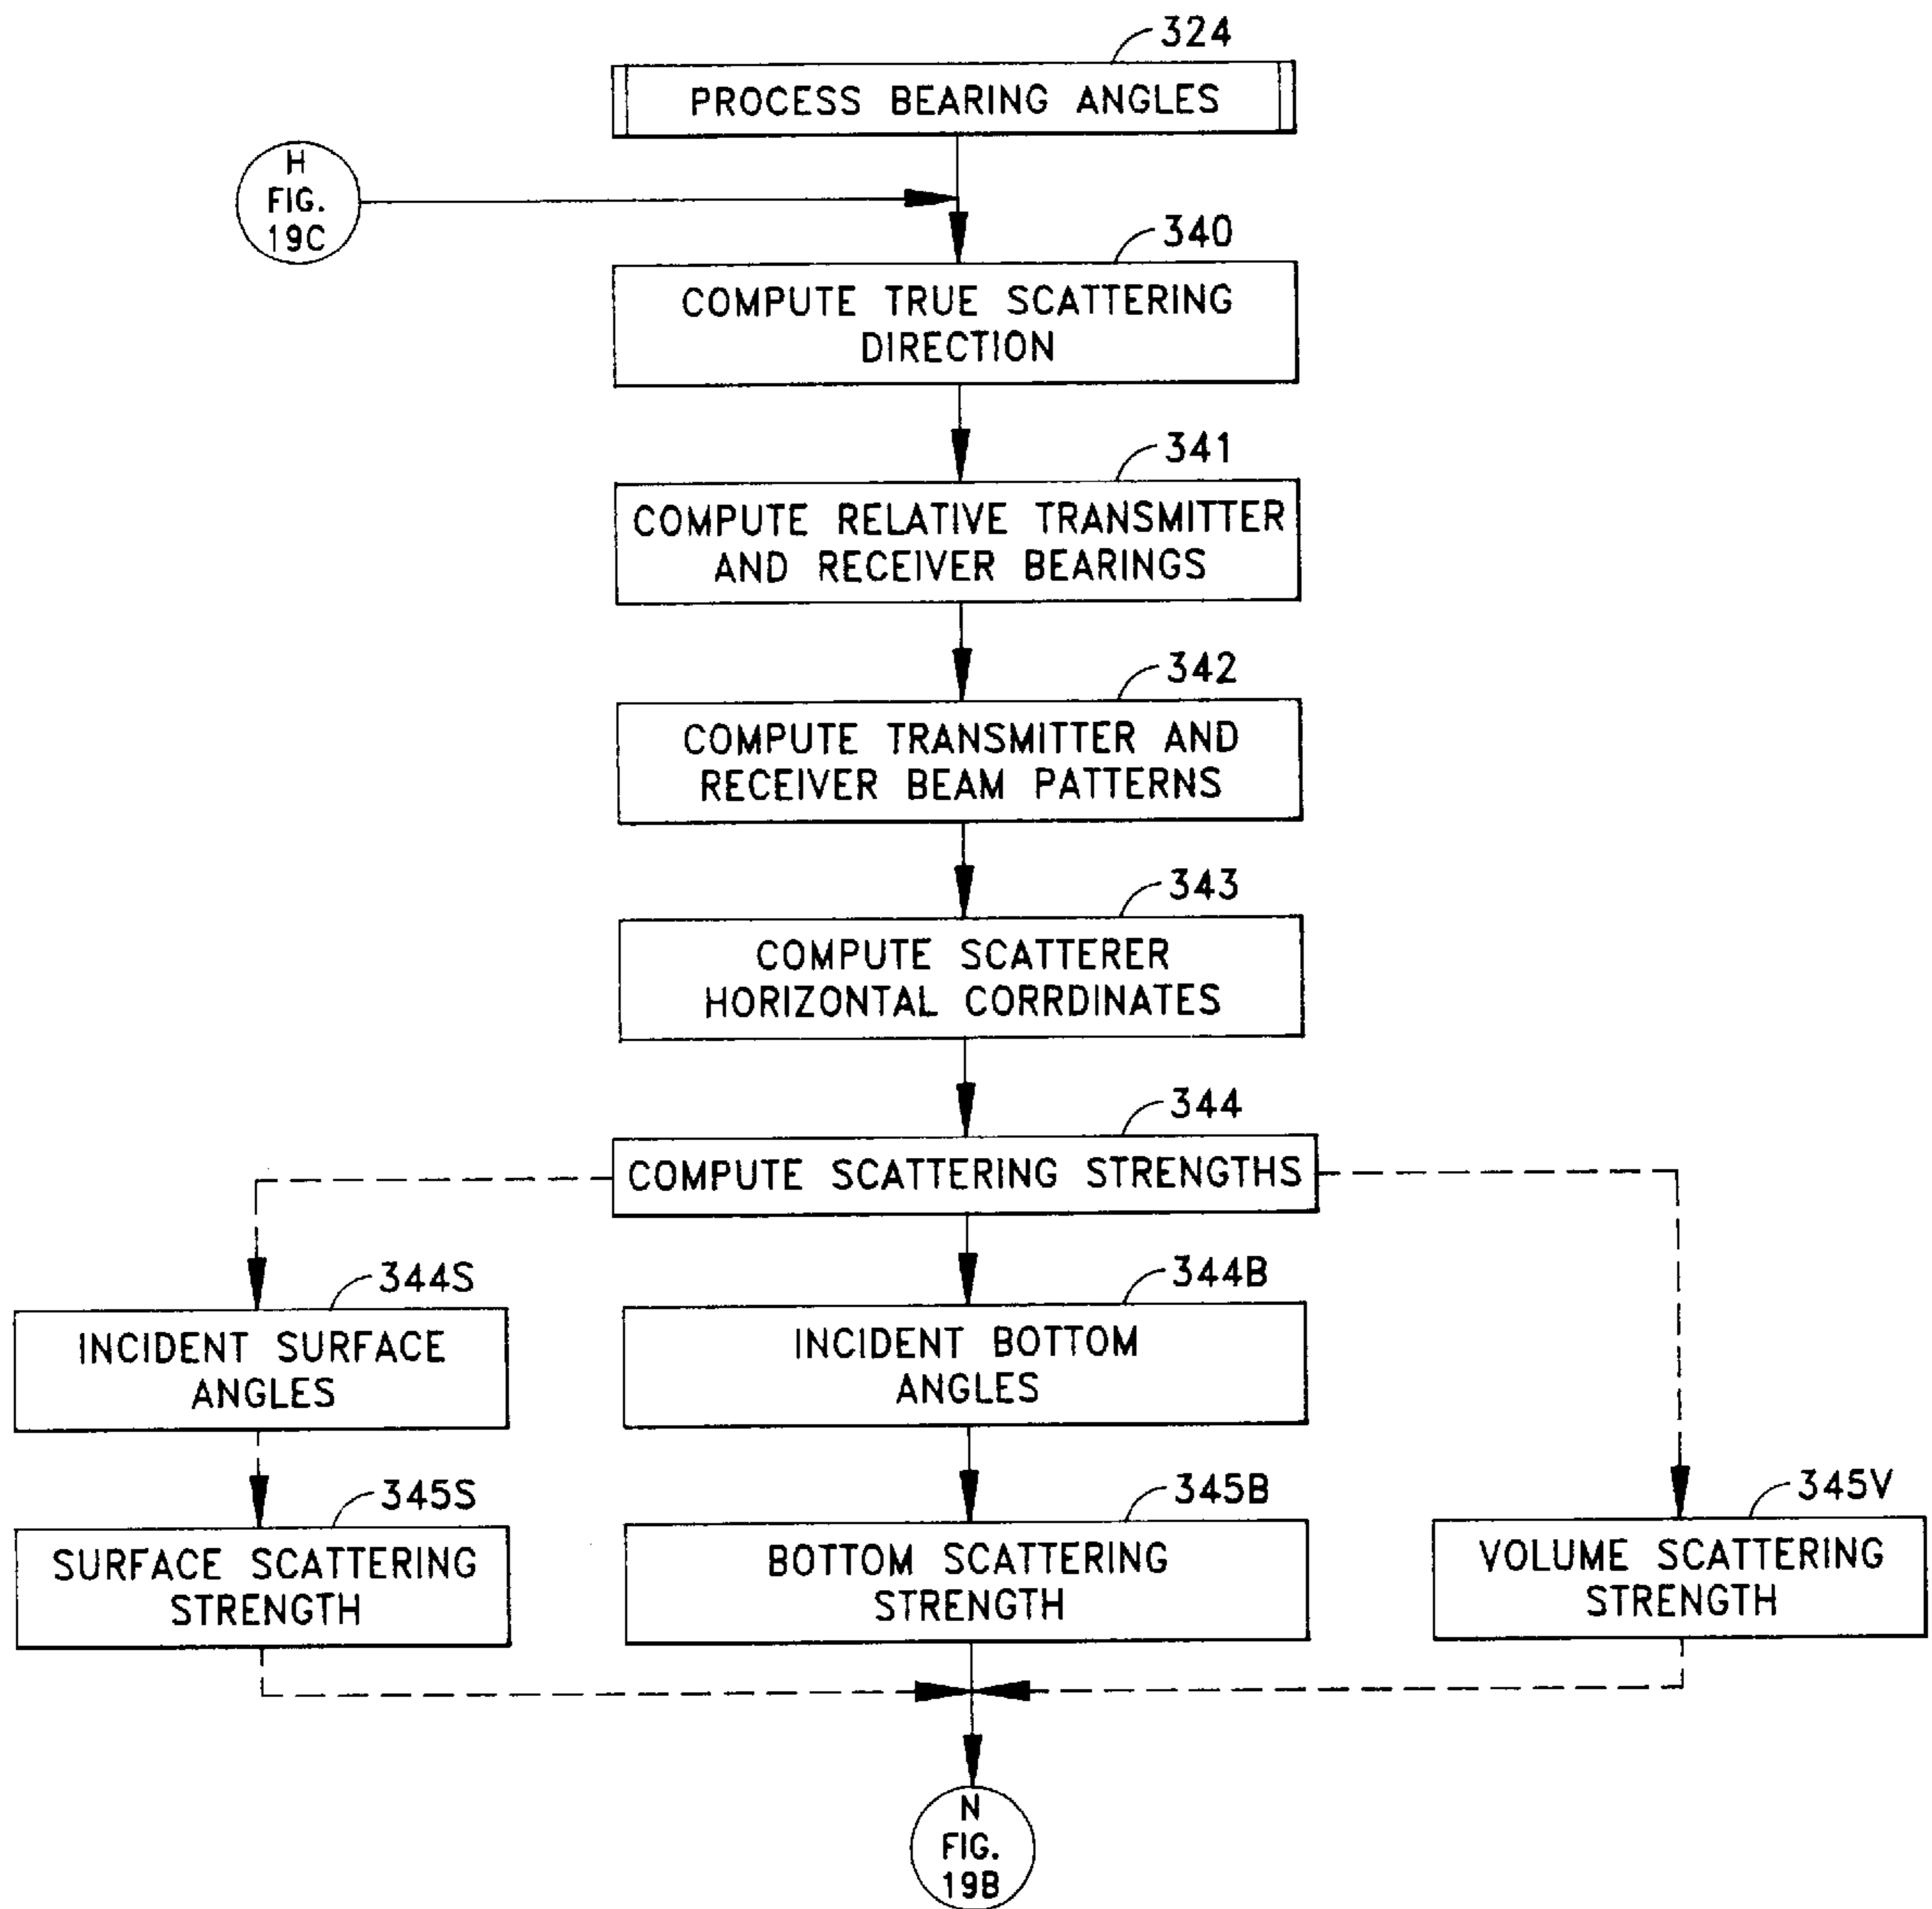 324
PROCESS BEARING ANGLES
H
FIG.
19C
340
COMPUTE TRUE SCATTERING
DIRECTION
341
COMPUTE RELATIVE TRANSMITTER
AND RECEIVER BEARINGS
342
COMPUTE TRANSMITTER AND
RECEIVER BEAM PATTERNS
343
COMPUTE SCATTERER
HORIZONTAL CORRDINATES
344
COMPUTE SCATTERING STRENGTHS
344S
INCIDENT SURFACE
ANGLES
344B
INCIDENT BOTTOM
ANGLES
345S
SURFACE SCATTERING
STRENGTH
345B
BOTTOM SCATTERING
STRENGTH
345V
VOLUME SCATTERING
STRENGTH
N
FIG.
19B